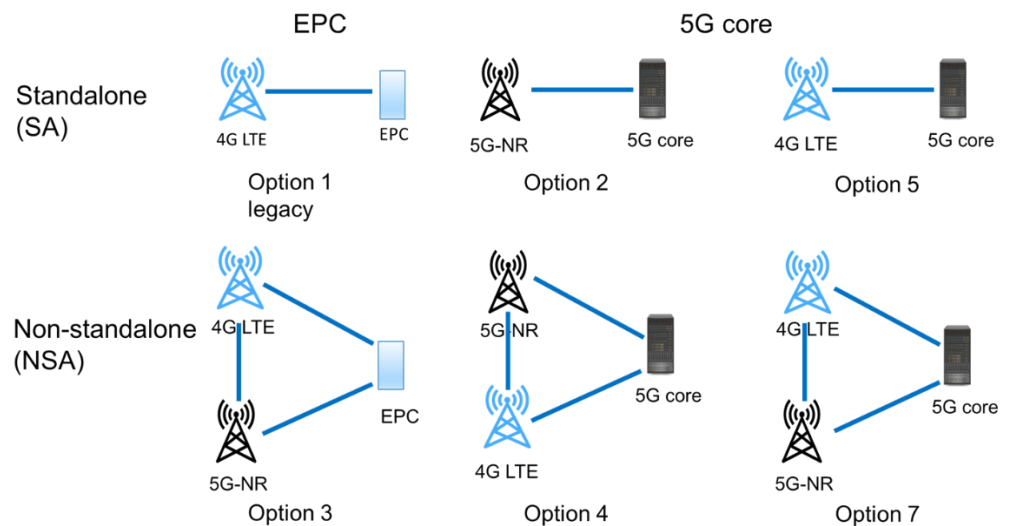 EPC
5G core
Standalone
(SA)
4G LTE
EPC
5G-NR
5G core
4G LTE
5G core
Option 1
legacy
Option 2
Option 5
Non-standalone
(NSA)
4G LTE
5G-NR
EPC
Option 3
5G-NR
4G LTE
5G core
Option 4
4G LTE
5G-NR
5G core
Option 7